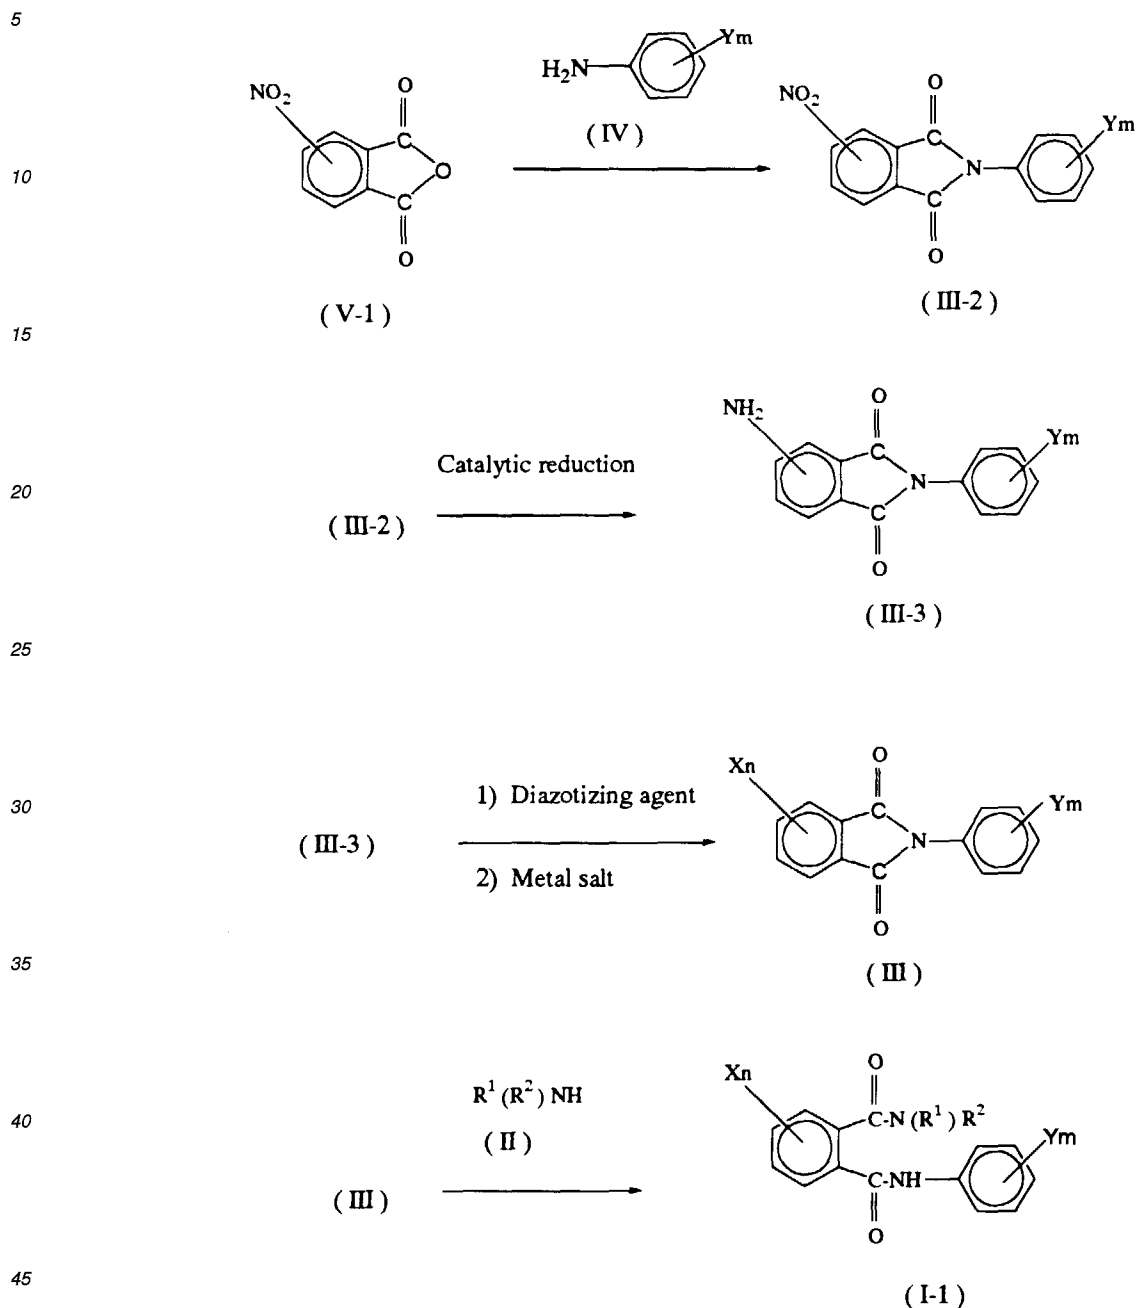 5
H₂N Ym
( IV )
NO₂ O C O C O
( V-1 )
NO₂ O C N C O Ym
( III-2 )
10
15
( III-2 )
Catalytic reduction
NH₂ O C N C O Ym
( III-3 )
20
25
( III-3 )
1) Diazotizing agent
2) Metal salt
Xn O C N C O Ym
( III )
30
35
( III )
R¹ (R²) NH
( II )
Xn O C-N (R¹) R² C-NH O Ym
( I-1 )
40
45